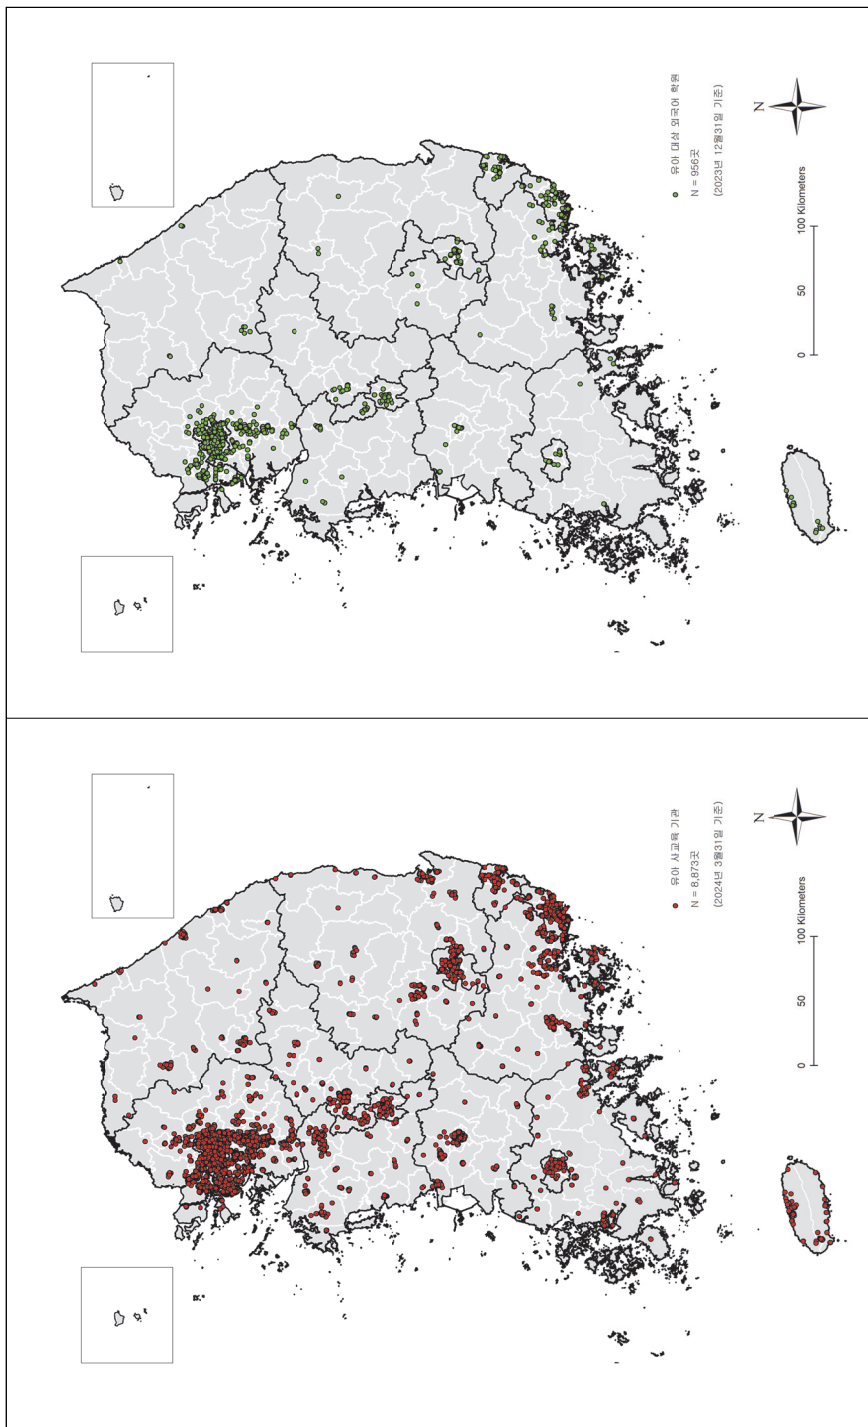 N
유아 대상 외국어 학원
N = 956곳
(2023년 12월31일 기준)
0 50 100 Kilometers
N
유아 사교육 기관
N = 8,873곳
(2024년 3월31일 기준)
0 50 100 Kilometers